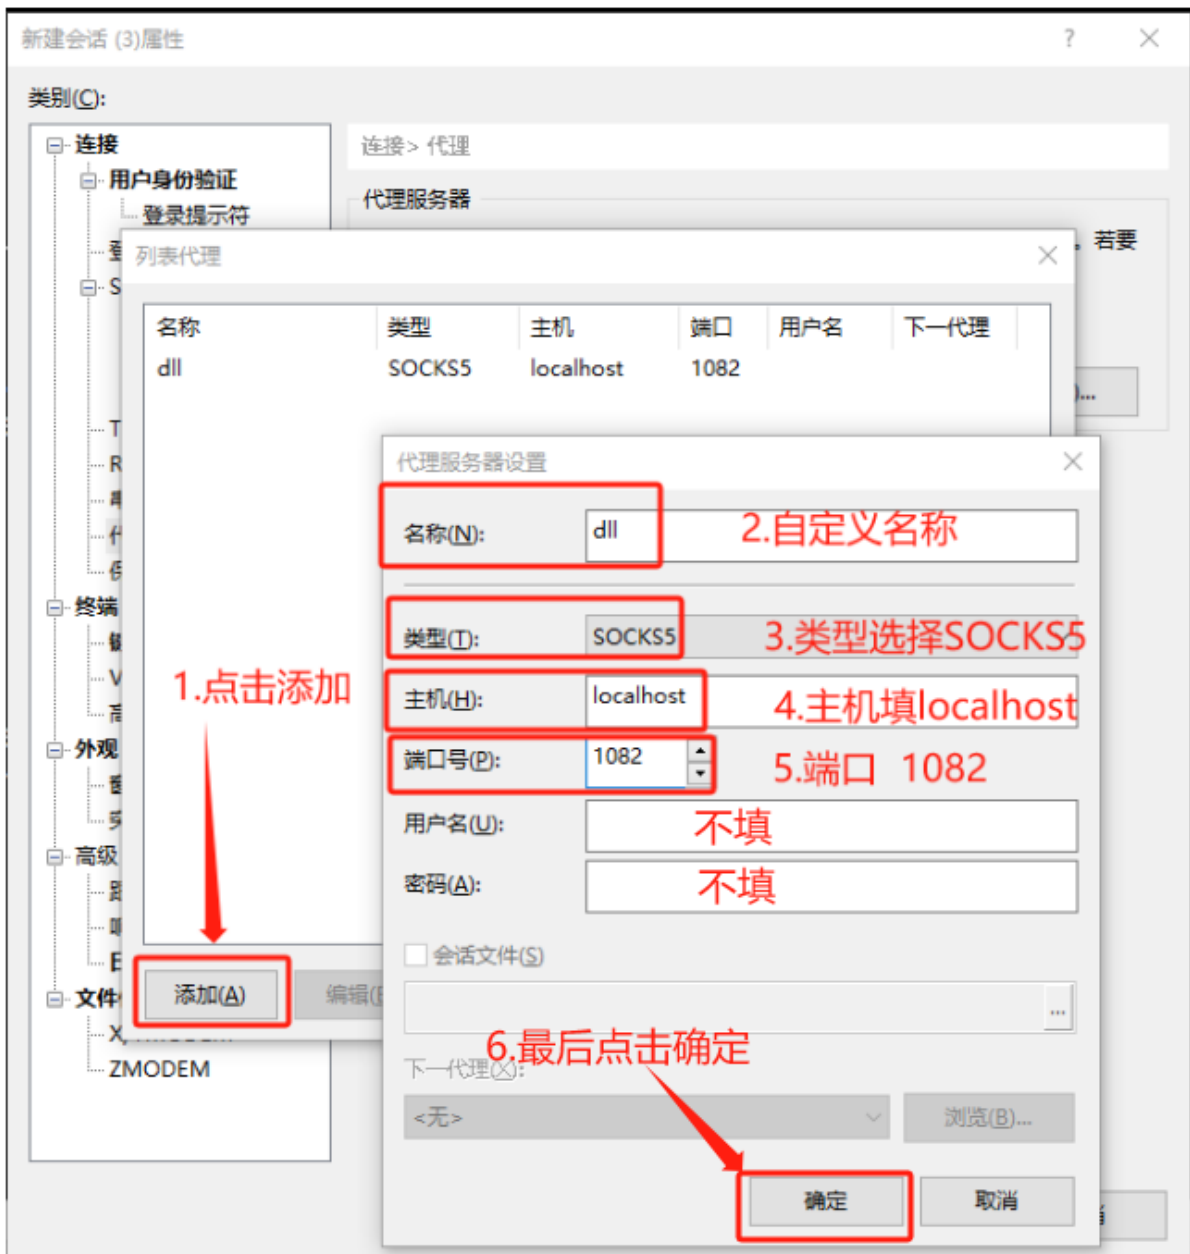 新建会话 (3)属性
?
类别(C):
连接
用户身份验证
登录提示符
连接> 代理
代理服务器
。若要
列表代理
名称 类型 主机 端口 用户名 下一代理
dll SOCKS5 localhost 1082
代理服务器设置
名称(N): dll
2.自定义名称
类型(T): SOCKS5
3.类型选择SOCKS5
主机(H): localhost
4.主机填localhost
端口号(P): 1082
5.端口 1082
用户名(U): 不填
密码(A): 不填
会话文件(S)
...
下一代理(X):
<无>
浏览(B)...
6.最后点击确定
确定
取消
1.点击添加
添加(A)
编辑(
终端
外观
高级
文件
ZMODEM